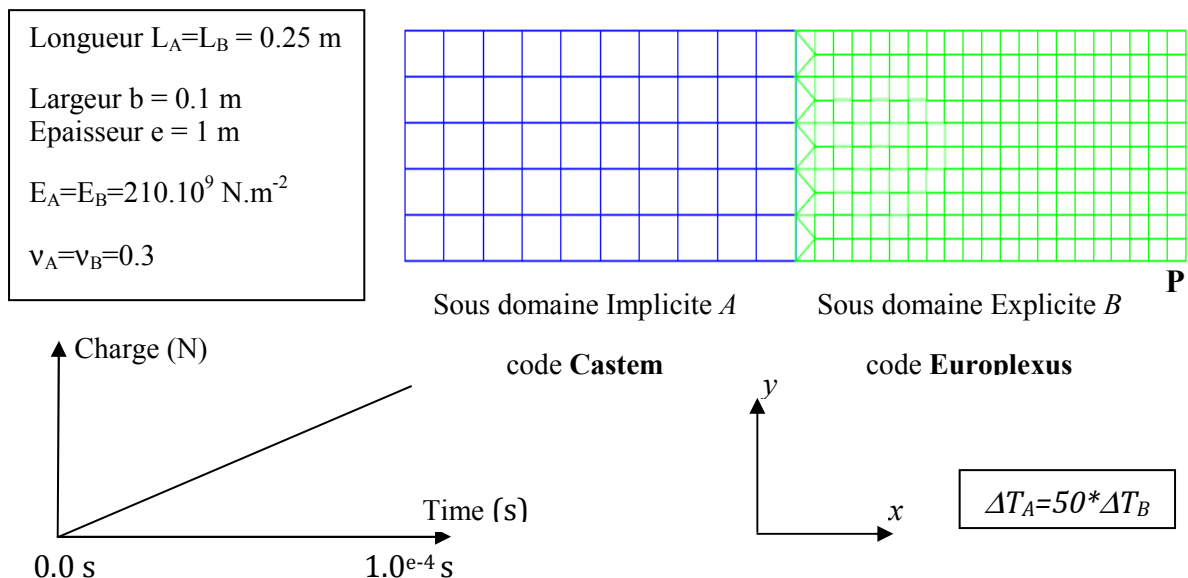 Longueur L_A=L_B = 0.25 m
Largeur b = 0.1 m
Epaisseur e = 1 m
E_A=E_B=210.10^9 N.m^-2
ν_A=ν_B=0.3
P
Sous domaine Implicite A
Sous domaine Explicite B
code Castem
code Europlexus
Charge (N)
Time (s)
0.0 s
1.0^e-4 s
y
x
ΔT_A=50*ΔT_B